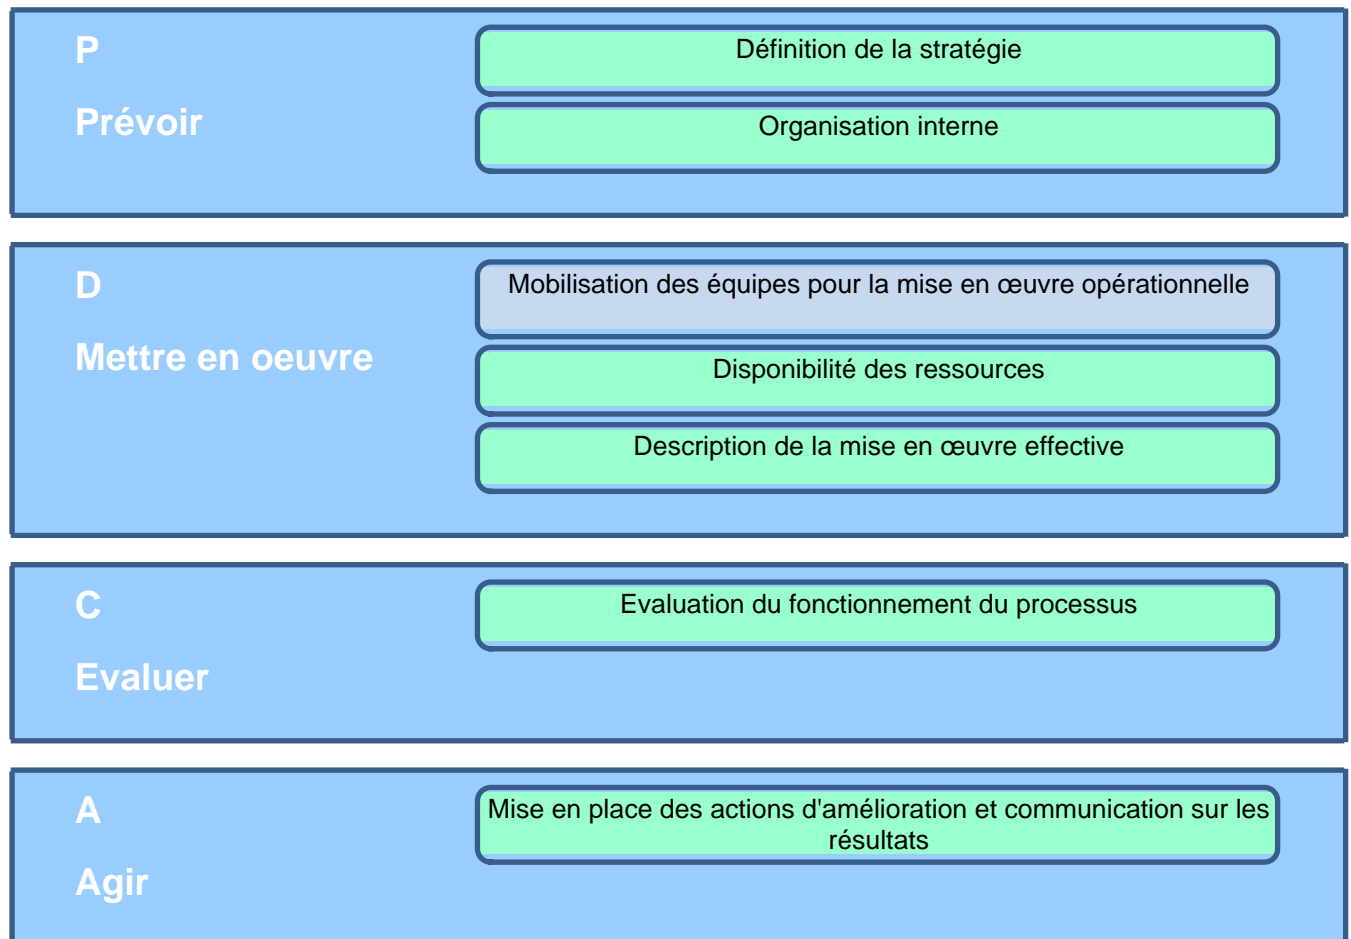 P
Prévoir
Définition de la stratégie
Organisation interne
D
Mettre en oeuvre
Mobilisation des équipes pour la mise en œuvre opérationnelle
Disponibilité des ressources
Description de la mise en œuvre effective
C
Evaluer
Evaluation du fonctionnement du processus
A
Agir
Mise en place des actions d'amélioration et communication sur les
résultats